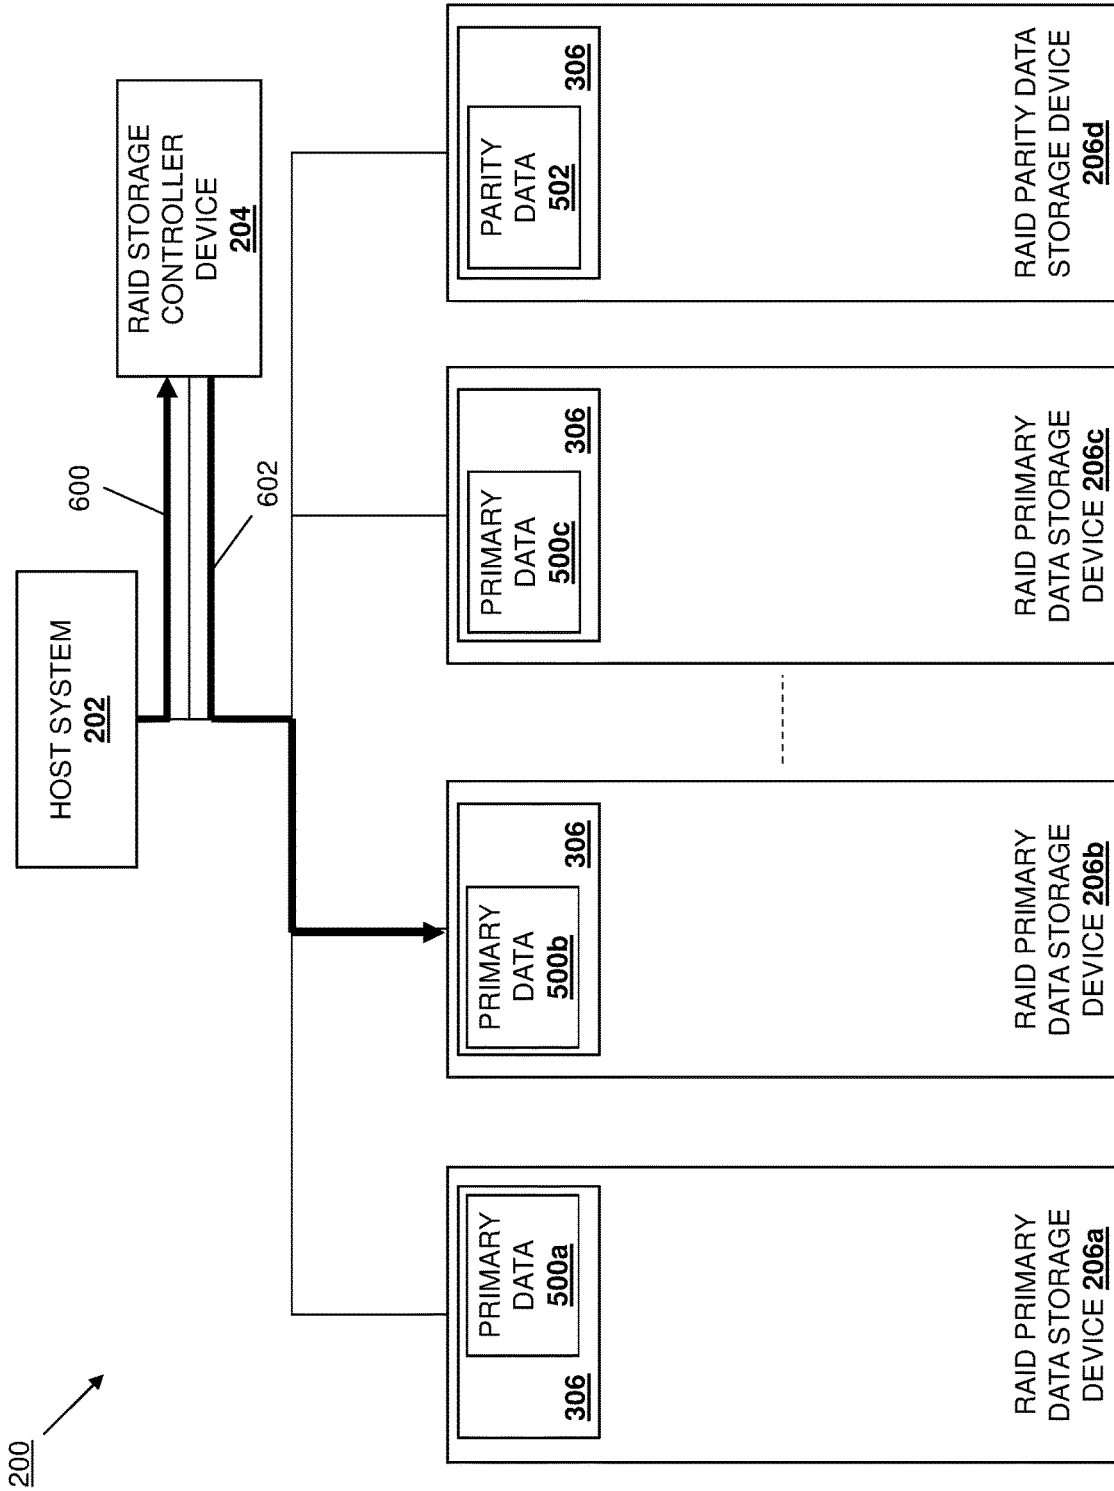 200
HOST SYSTEM
202
600
602
RAID STORAGE
CONTROLLER
DEVICE
204
PRIMARY
DATA
500a
306
RAID PRIMARY
DATA STORAGE
DEVICE 206a
PRIMARY
DATA
500b
306
RAID PRIMARY
DATA STORAGE
DEVICE 206b
PRIMARY
DATA
500c
306
RAID PRIMARY
DATA STORAGE
DEVICE 206c
PARITY
DATA
502
306
RAID PARITY DATA
STORAGE DEVICE
206d